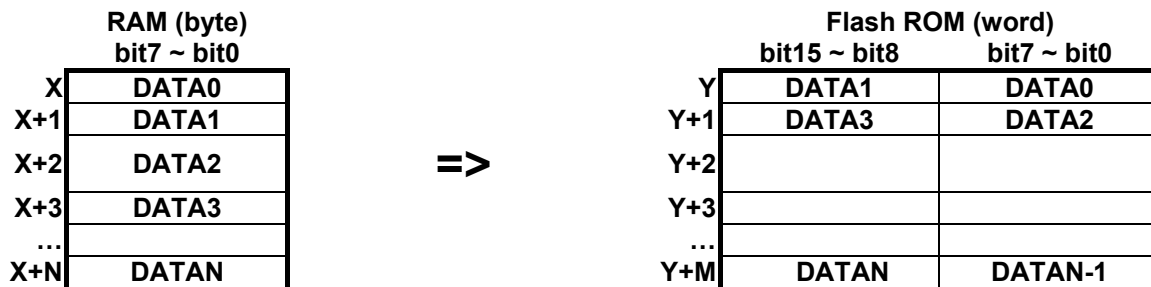 RAM (byte) Flash ROM (word)
bit7 ~ bit0 bit15 ~ bit8 bit7 ~ bit0
X DATA0 Y DATA1 DATA0
X+1 DATA1 Y+1 DATA3 DATA2
X+2 DATA2 => Y+2
X+3 DATA3 Y+3
… …
X+N DATAN Y+M DATAN DATAN-1